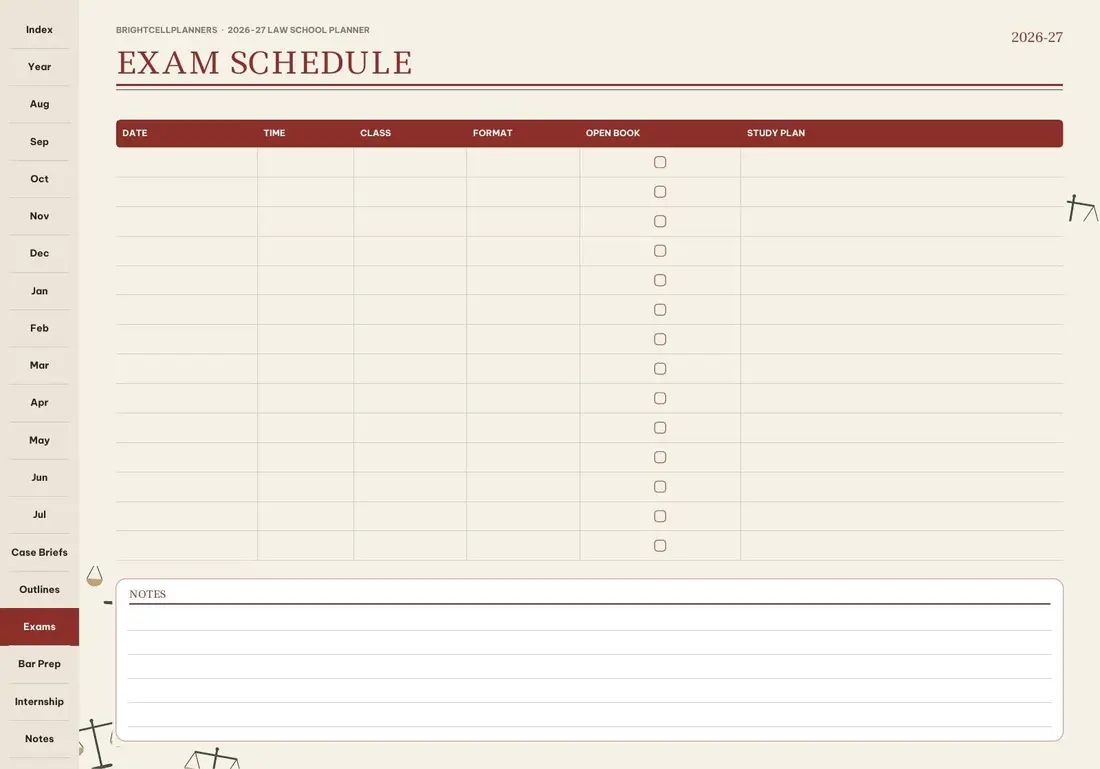 Index
Year
Aug
Sep
Oct
Nov
Dec
Jan
Feb
Mar
Apr
May
Jun
Jul
Case Briefs
Outlines
Exams
Bar Prep
Internship
Notes
BRIGHTCELLPLANNERS · 2026-27 LAW SCHOOL PLANNER
2026-27
EXAM SCHEDULE
DATE TIME CLASS FORMAT OPEN BOOK STUDY PLAN
NOTES